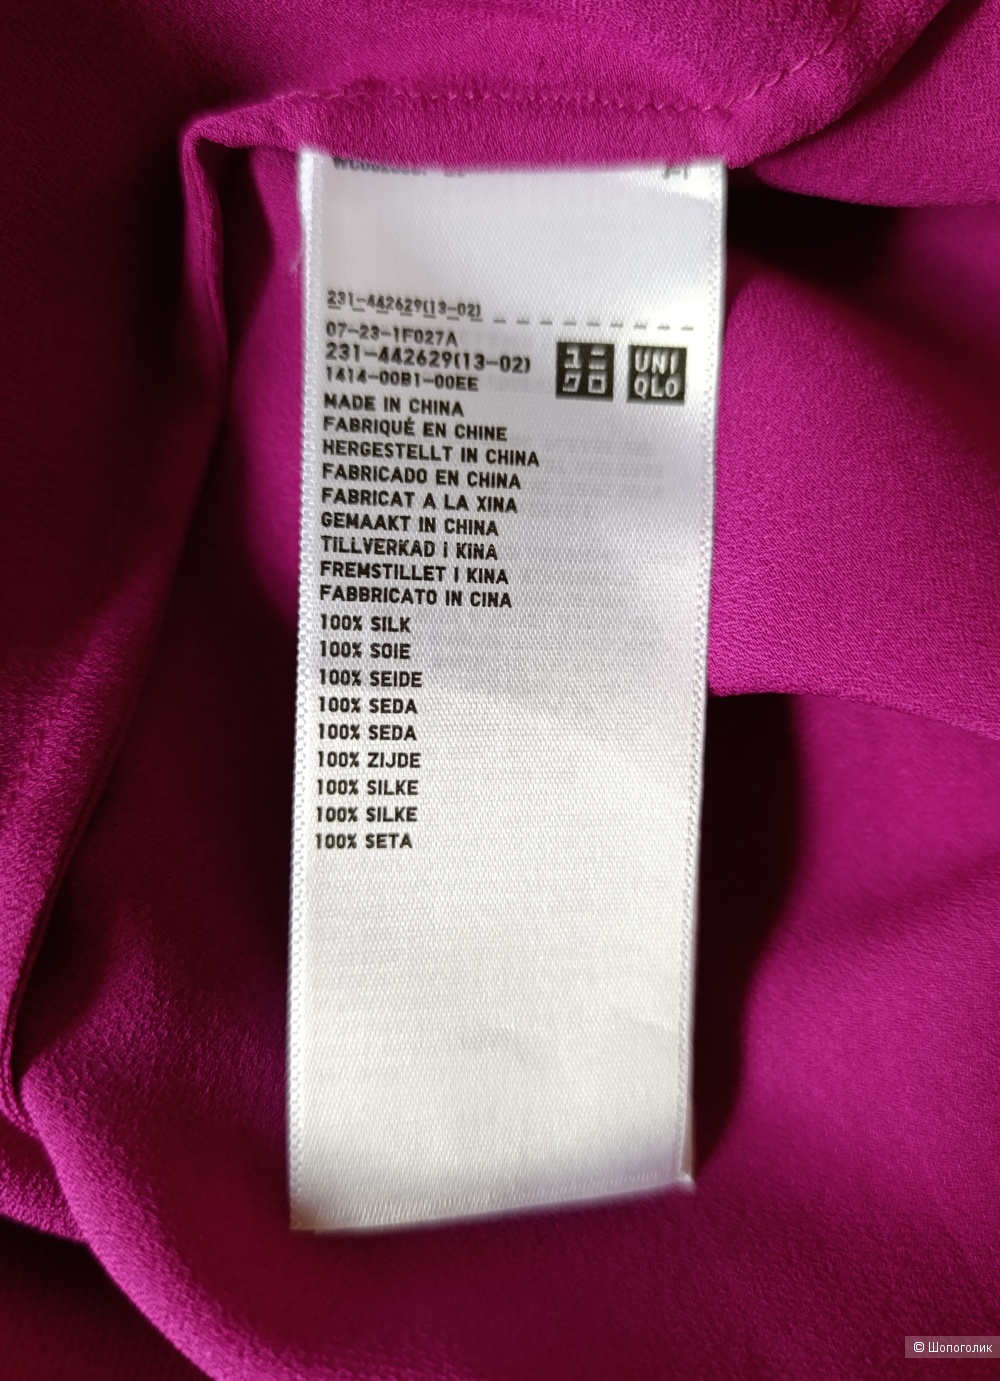 231-442629(13-02)
07-23-1F027A
231-442629(13-02)
1414-00B1-00EE
ユニ
クロ
UNI
QLO
MADE IN CHINA
FABRIQUÉ EN CHINE
HERGESTELLT IN CHINA
FABRICADO EN CHINA
FABRICAT A LA XINA
GEMAAKT IN CHINA
TILLVERKAD I KINA
FREMSTILLET I KINA
FABBRICATO IN CINA
100% SILK
100% SOIE
100% SEIDE
100% SEDA
100% SEDA
100% ZIJDE
100% SILKE
100% SILKE
100% SETA
© Шопоголик